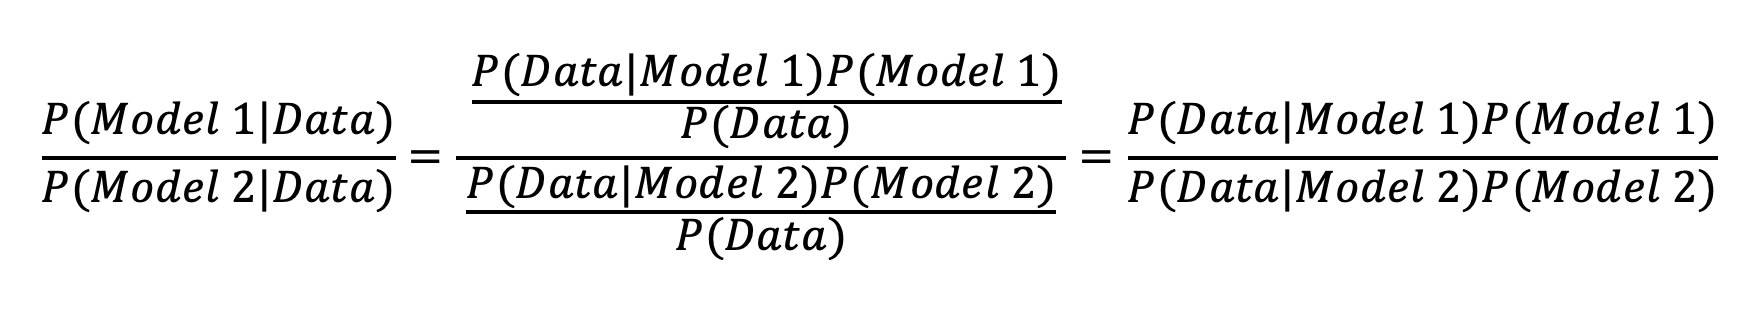 P(Model 1|Data) / P(Model 2|Data) = (P(Data|Model 1)P(Model 1) / P(Data)) / (P(Data|Model 2)P(Model 2) / P(Data)) = P(Data|Model 1)P(Model 1) / P(Data|Model 2)P(Model 2)